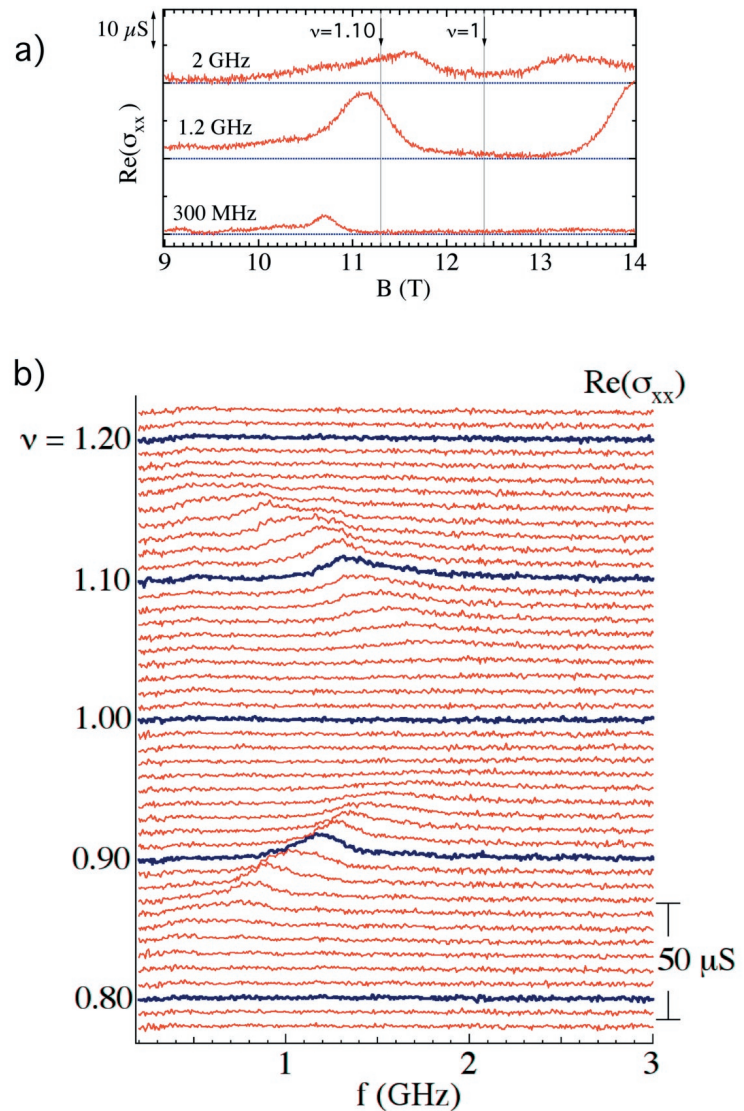 a)
10 μS
ν=1.10
ν=1
2 GHz
1.2 GHz
300 MHz
Re(σxx)
9
10
11
12
13
14
B (T)
b)
Re(σxx)
ν = 1.20
1.10
1.00
0.90
0.80
50 μS
1
2
3
f (GHz)